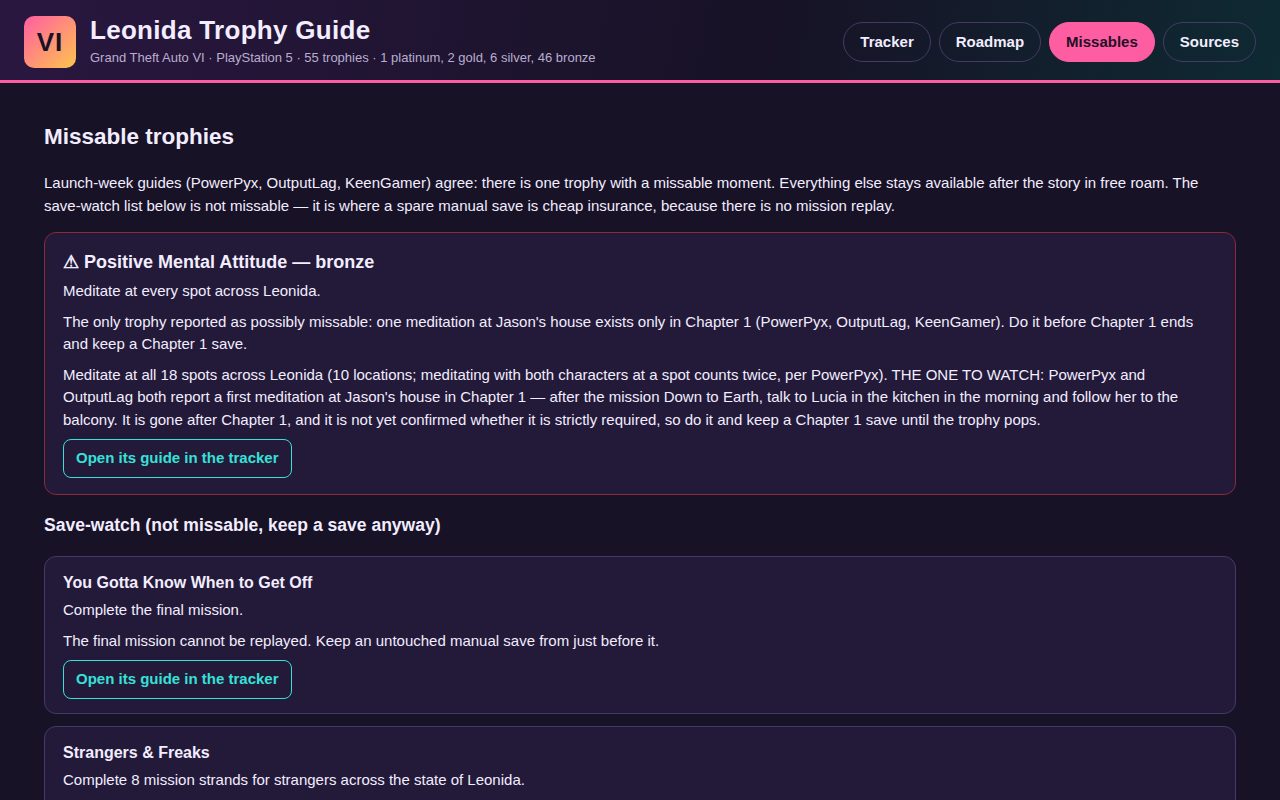 VI
Leonida Trophy Guide
Grand Theft Auto VI · PlayStation 5 · 55 trophies · 1 platinum, 2 gold, 6 silver, 46 bronze
Tracker
Roadmap
Missables
Sources
Missable trophies
Launch-week guides (PowerPyx, OutputLag, KeenGamer) agree: there is one trophy with a missable moment. Everything else stays available after the story in free roam. The
save-watch list below is not missable — it is where a spare manual save is cheap insurance, because there is no mission replay.
⚠ Positive Mental Attitude — bronze
Meditate at every spot across Leonida.
The only trophy reported as possibly missable: one meditation at Jason's house exists only in Chapter 1 (PowerPyx, OutputLag, KeenGamer). Do it before Chapter 1 ends
and keep a Chapter 1 save.
Meditate at all 18 spots across Leonida (10 locations; meditating with both characters at a spot counts twice, per PowerPyx). THE ONE TO WATCH: PowerPyx and
OutputLag both report a first meditation at Jason's house in Chapter 1 — after the mission Down to Earth, talk to Lucia in the kitchen in the morning and follow her to the
balcony. It is gone after Chapter 1, and it is not yet confirmed whether it is strictly required, so do it and keep a Chapter 1 save until the trophy pops.
Open its guide in the tracker
Save-watch (not missable, keep a save anyway)
You Gotta Know When to Get Off
Complete the final mission.
The final mission cannot be replayed. Keep an untouched manual save from just before it.
Open its guide in the tracker
Strangers & Freaks
Complete 8 mission strands for strangers across the state of Leonida.